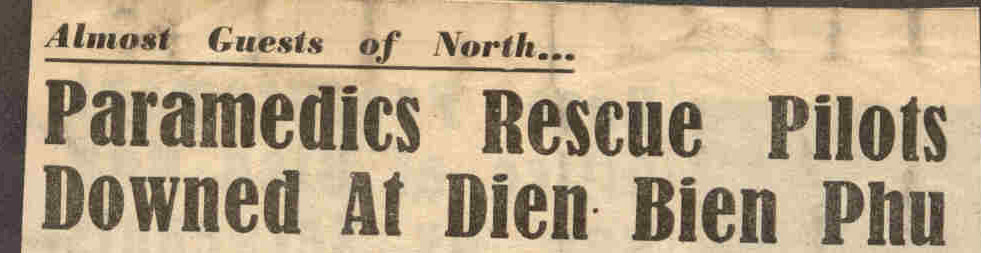 Almost Guests of North...
Paramedics Rescue Pilots
Downed At Dien Bien Phu